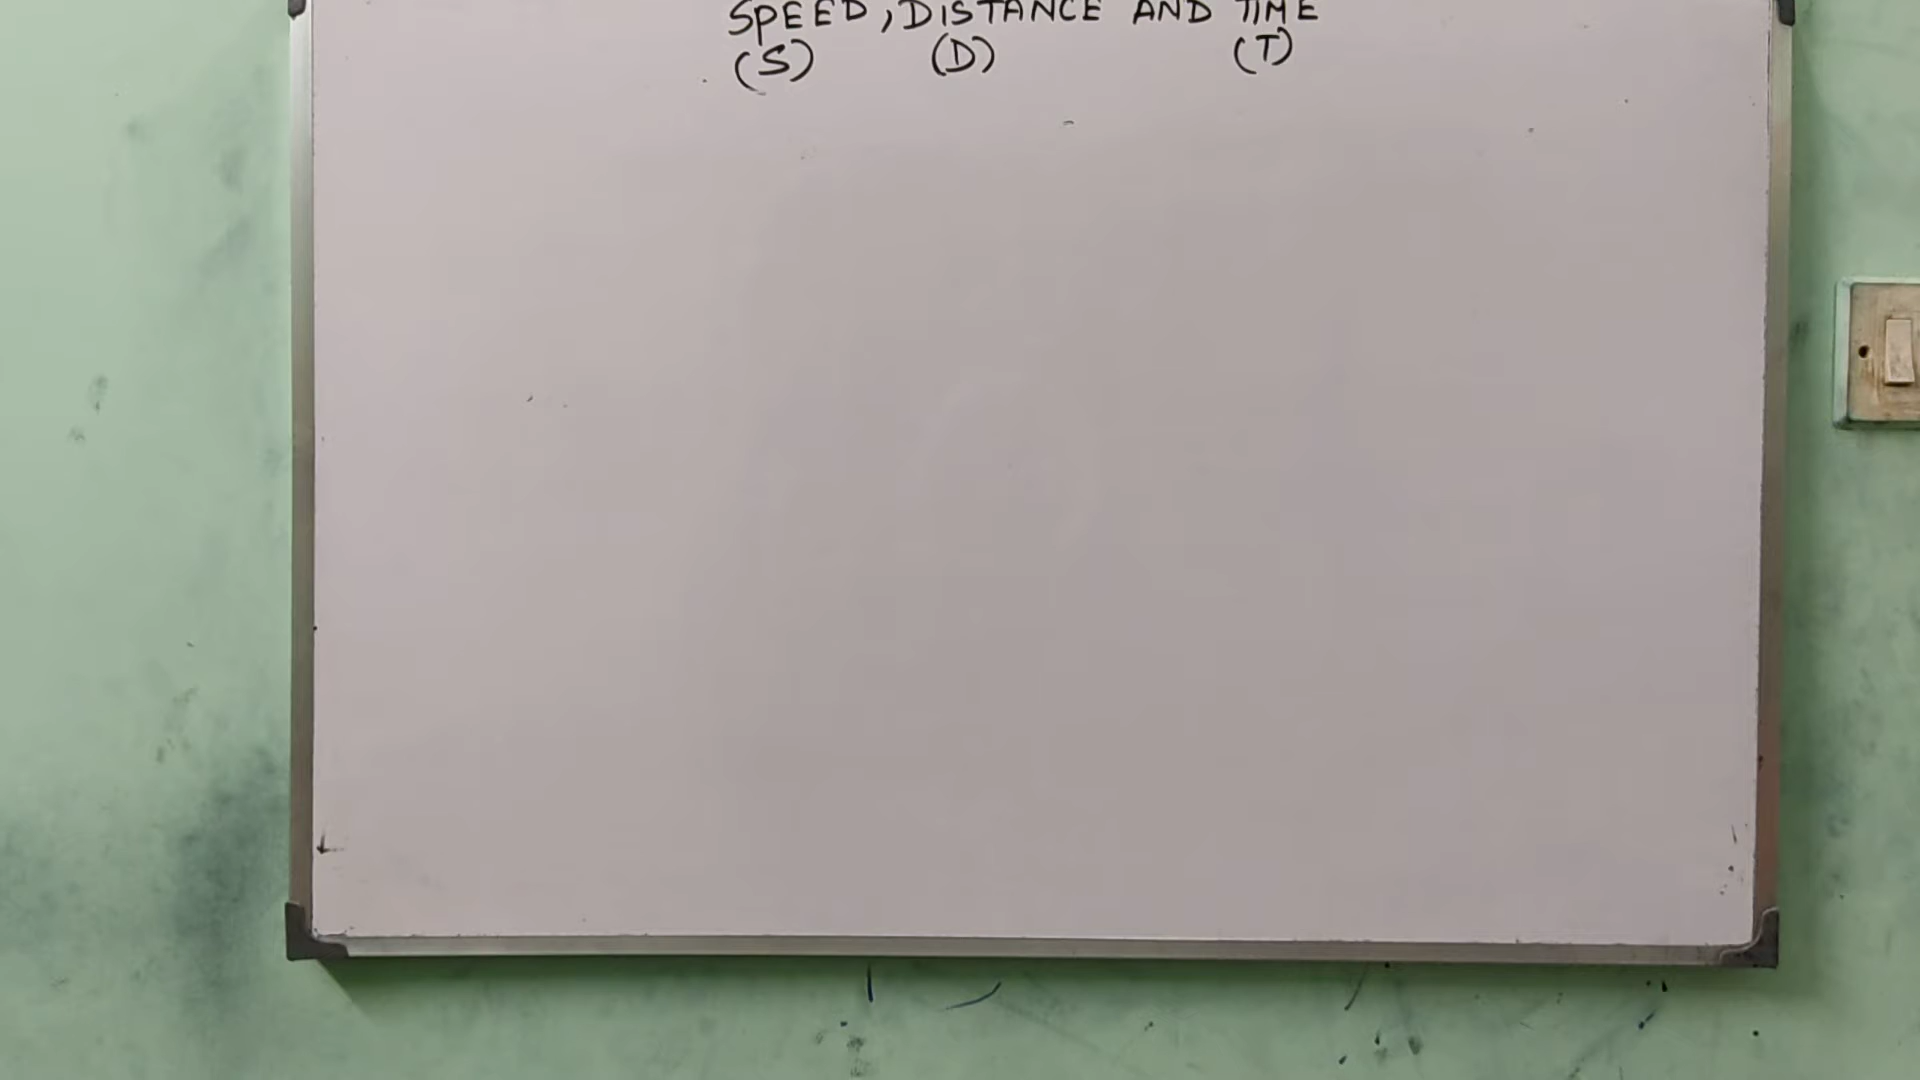 SPEED, DISTANCE AND TIME
(S) (D) (T)